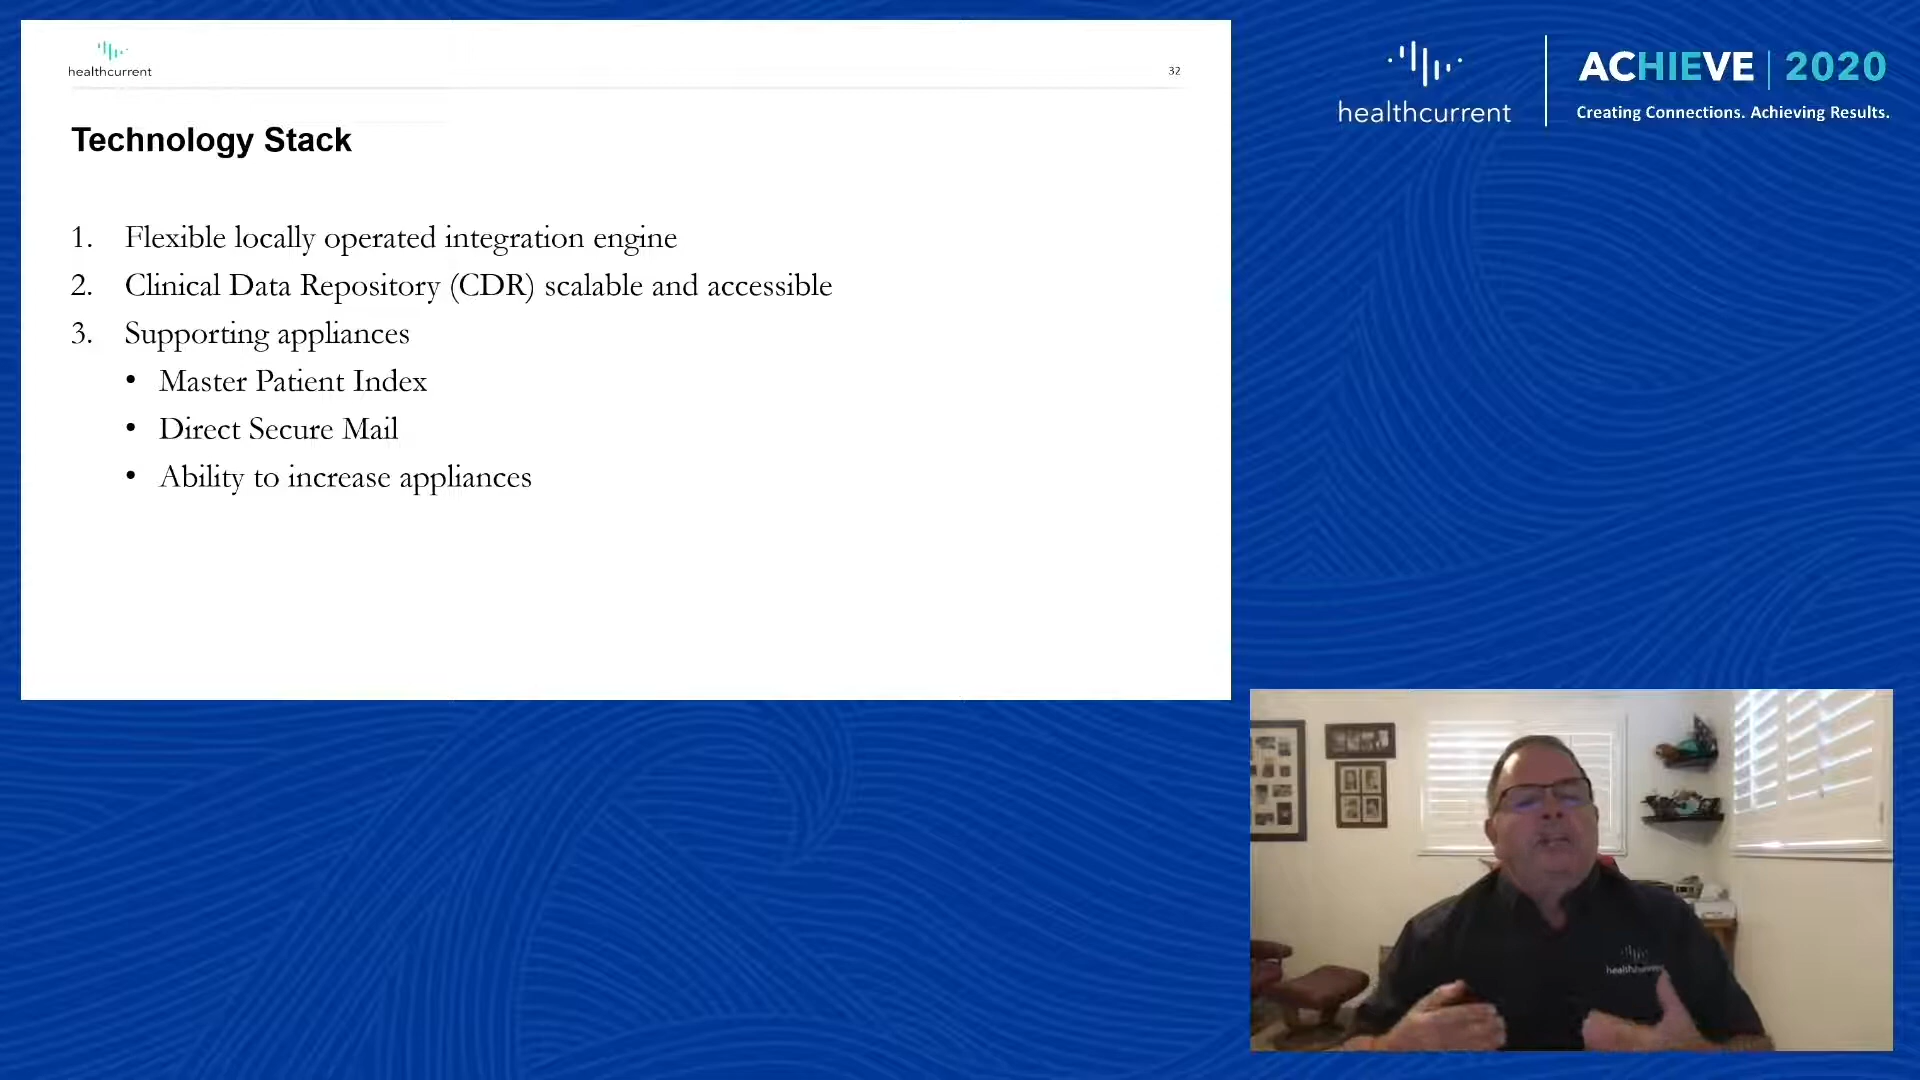 healthcurrent
32
Technology Stack
1. Flexible locally operated integration engine
2. Clinical Data Repository (CDR) scalable and accessible
3. Supporting appliances
• Master Patient Index
• Direct Secure Mail
• Ability to increase appliances
healthcurrent
ACHIEVE | 2020
Creating Connections. Achieving Results.